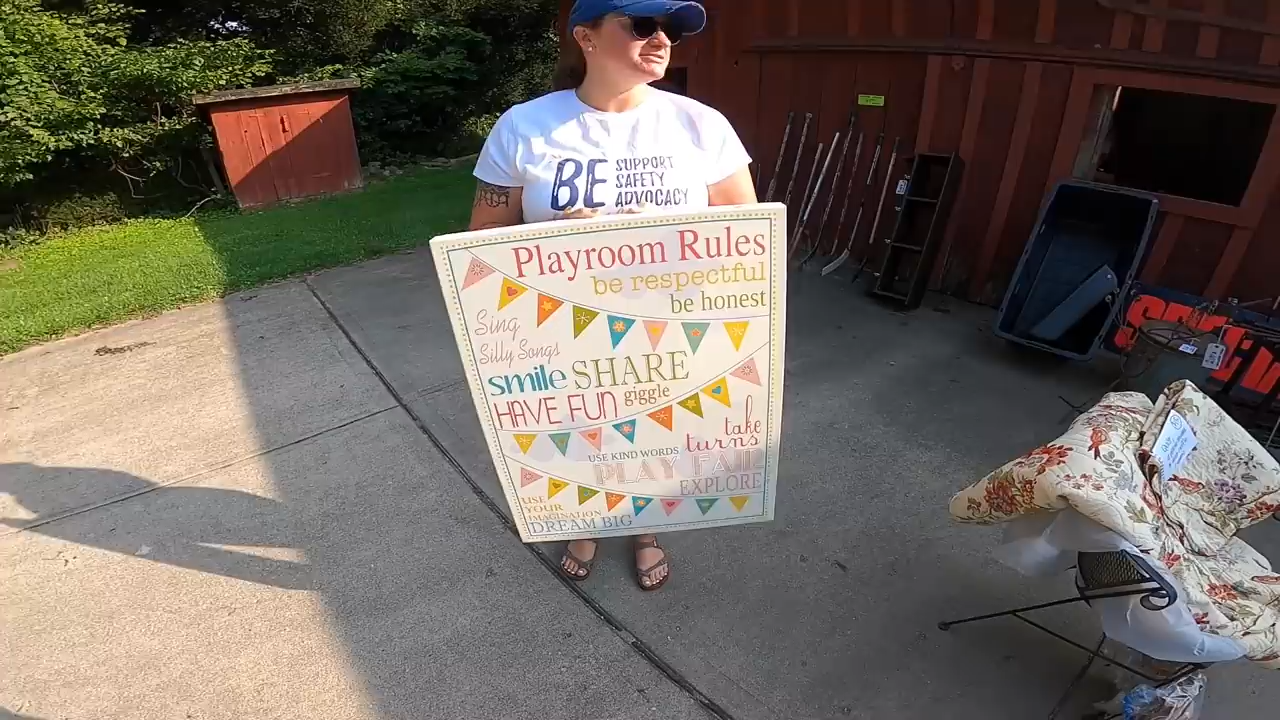 BE SUPPORT
SAFETY
ADVOCACY
Playroom Rules
be respectful
be honest
Sing
Silly Songs
smile SHARE
HAVE FUN giggle
take
turns
USE KIND WORDS
PLAY FAIR
EXPLORE
USE
YOUR
IMAGINATION
DREAM BIG